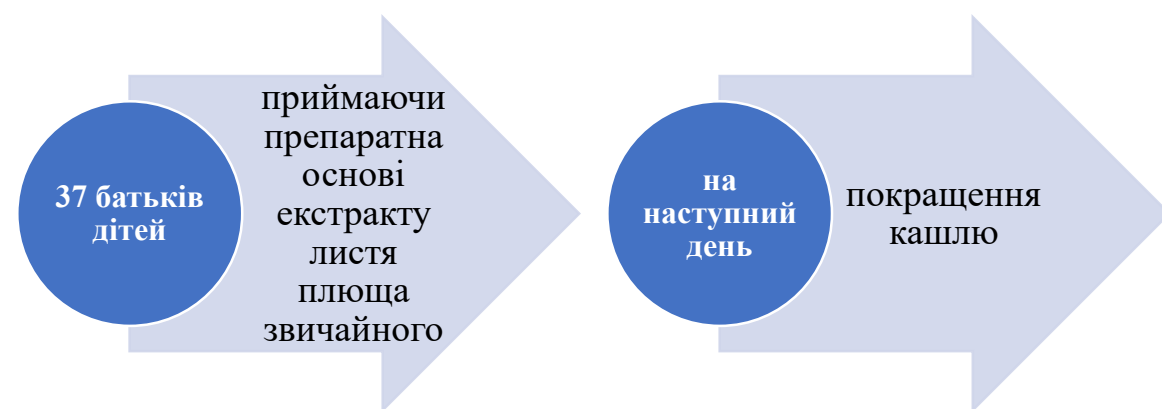 37 батьків
дітей
приймаючи
препаратна
основі
екстракту
листя
плюща
звичайного
на
наступний
день
покращення
кашлю